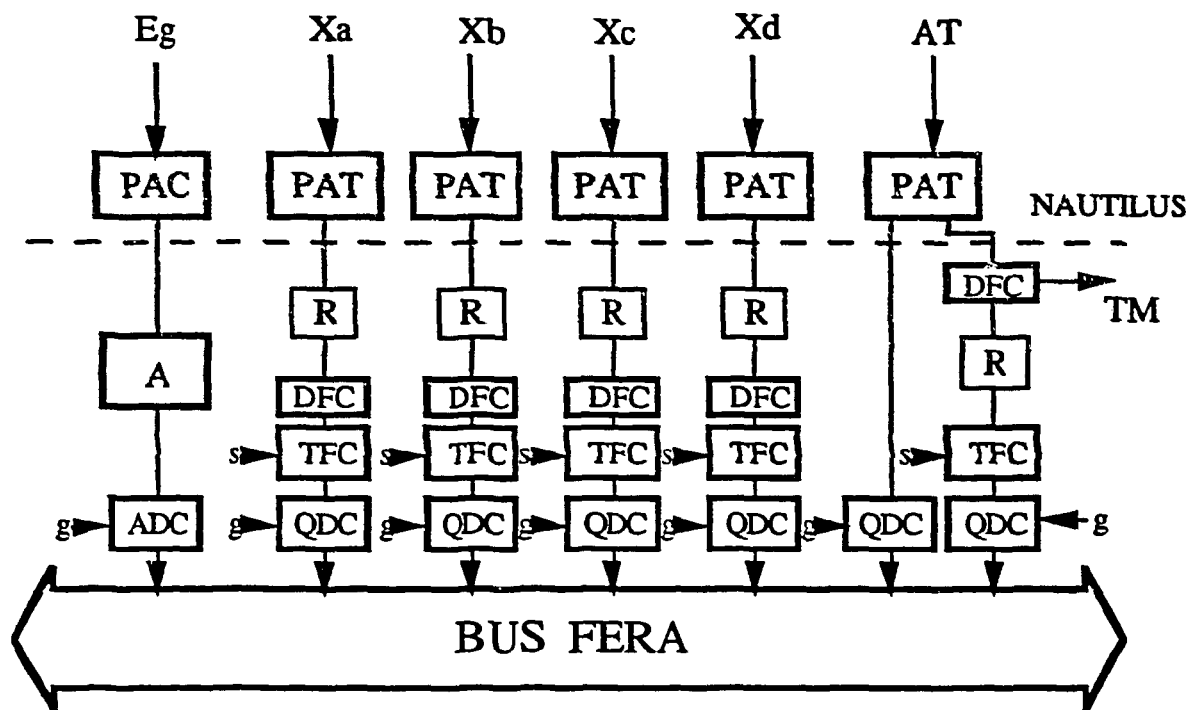 Eg Xa Xb Xc Xd AT
PAC PAT PAT PAT PAT PAT
NAUTILUS
DFC
TM
R R R R
A
R
DFC DFC DFC DFC
s TFC s TFC s TFC s TFC s TFC
g ADC g QDC g QDC g QDC g QDC g QDC QDC g
BUS FERA